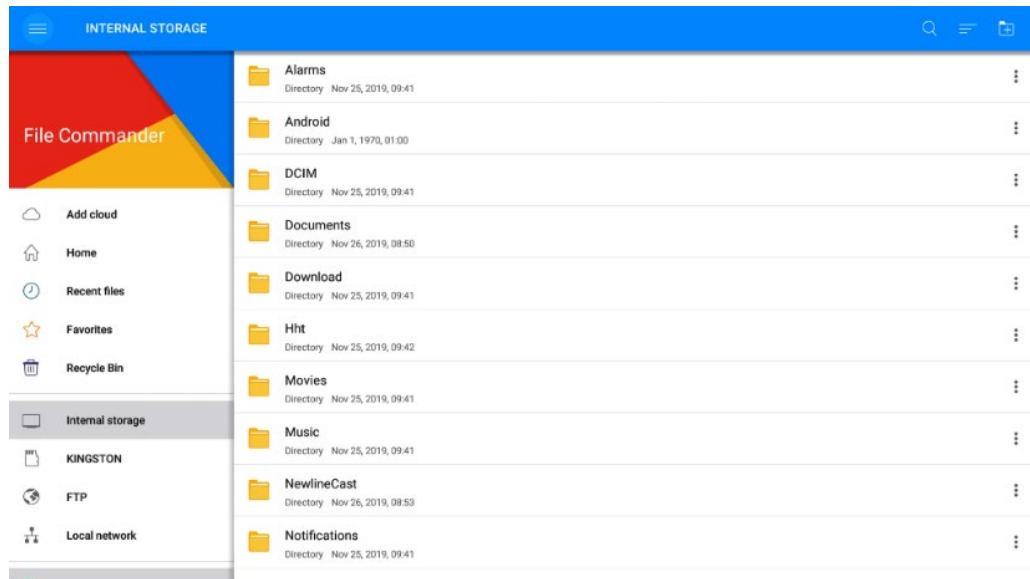 INTERNAL STORAGE
File Commander
Add cloud
Home
Recent files
Favorites
Recycle Bin
Internal storage
KINGSTON
FTP
Local network
Alarms
Directory Nov 25, 2019, 09:41
Android
Directory Jan 1, 1970, 01:00
DCIM
Directory Nov 25, 2019, 09:41
Documents
Directory Nov 26, 2019, 08:50
Download
Directory Nov 25, 2019, 09:41
Hht
Directory Nov 25, 2019, 09:42
Movies
Directory Nov 25, 2019, 09:41
Music
Directory Nov 25, 2019, 09:41
NewlineCast
Directory Nov 26, 2019, 08:53
Notifications
Directory Nov 25, 2019, 09:41